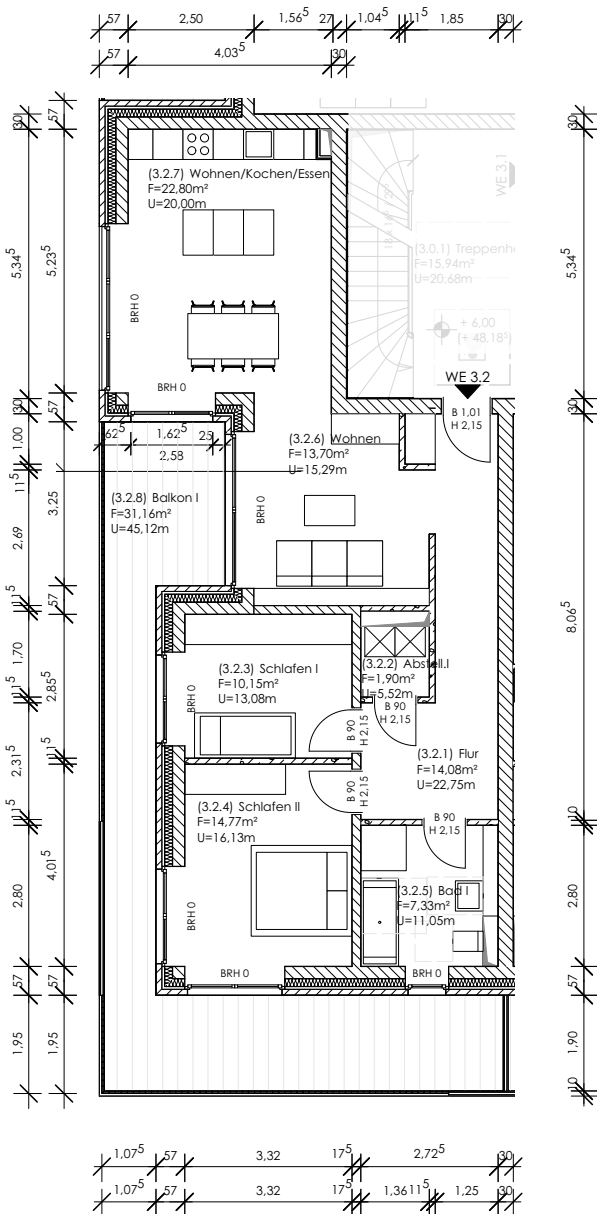 57 2,50 1,56⁵ 27 1,04⁵ 11⁵ 1,85 30
57 4,03⁵ 30
30
5,34⁵
30
1,00
11⁵
2,69
11⁵
1,70
11⁵
2,31⁵
11⁵
2,80
57
1,95
57
5,23⁵
57
3,25
57
2,85⁵
11⁵
4,01⁵
57
1,95
(3.2.7) Wohnen/Kochen/Essen
F=22,80m²
U=20,00m
BRH 0
BRH 0
WE 3.1
18 x
(3.0.1) Treppenh
F=15,94m²
U=20,68m
+ 6,00
(+ 48,18⁵)
WE 3.2
B 1,01
H 2,15
62⁵ 1,62⁵ 25
2,58
(3.2.6) Wohnen
F=13,70m²
U=15,29m
BRH 0
(3.2.8) Balkon I
F=31,16m²
U=45,12m
(3.2.3) Schlafen I
F=10,15m²
U=13,08m
BRH 0
(3.2.2) Abstell.I
F=1,90m²
U=5,52m
B 90
H 2,15
B 90
H 2,15
(3.2.1) Flur
F=14,08m²
U=22,75m
(3.2.4) Schlafen II
F=14,77m²
U=16,13m
B 90
H 2,15
B 90
H 2,15
BRH 0
(3.2.5) Bad I
F=7,33m²
U=11,05m
BRH 0
BRH 0
30
5,34⁵
30
8,06⁵
10
2,80
57
1,90
10
1,07⁵ 57 3,32 17⁵ 2,72⁵ 30
1,07⁵ 57 3,32 17⁵ 1,36 11⁵ 1,25 30